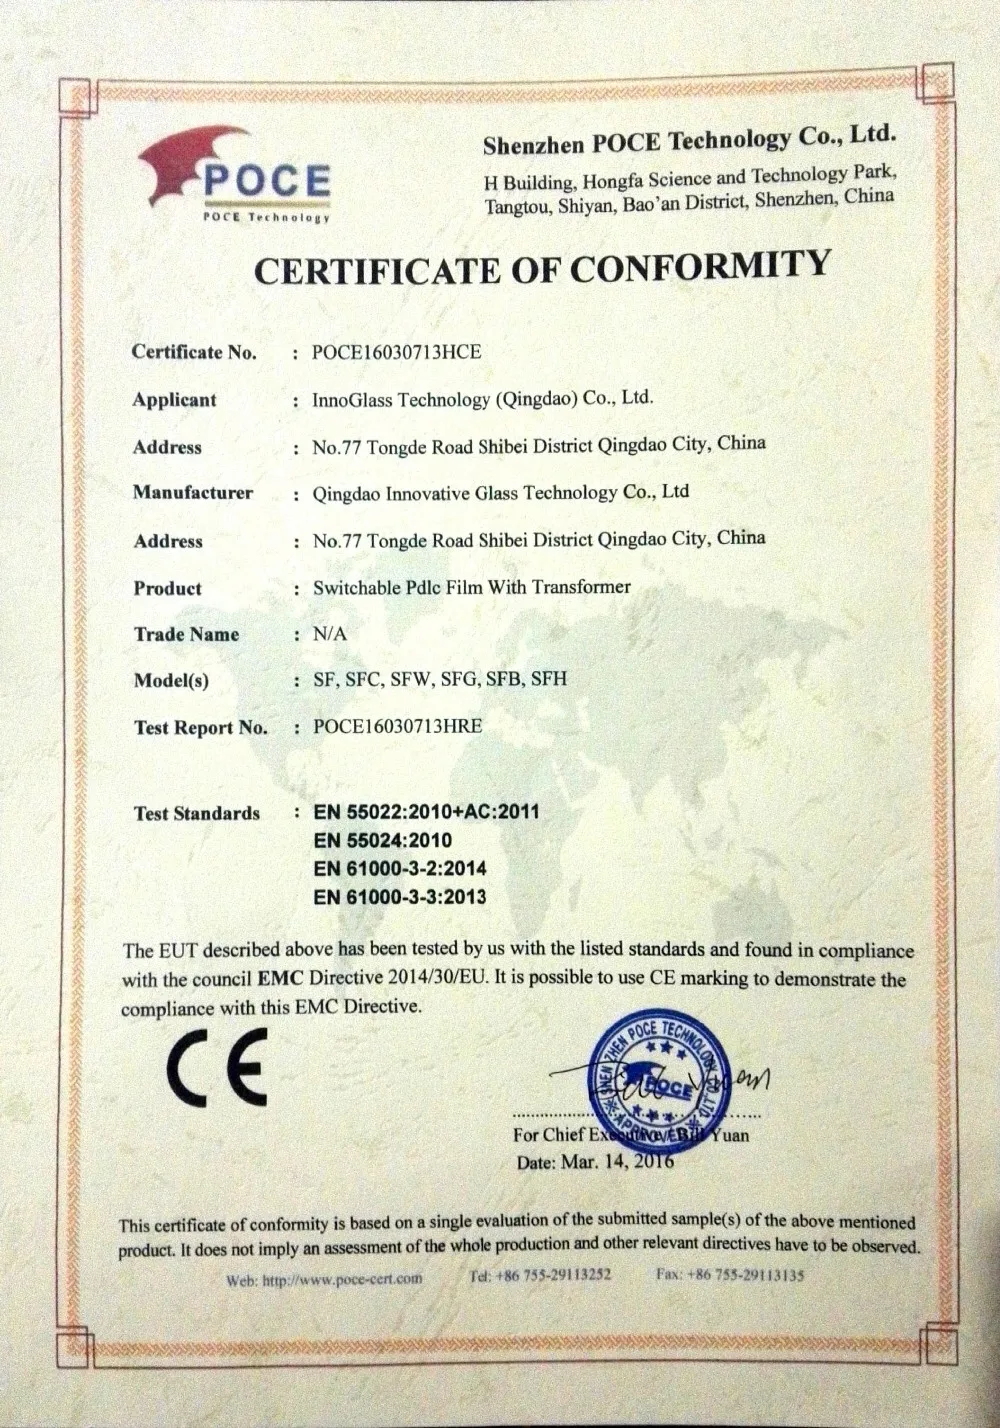 POCE
POCE Technology
Shenzhen POCE Technology Co., Ltd.
H Building, Hongfa Science and Technology Park,
Tangtou, Shiyan, Bao'an District, Shenzhen, China
CERTIFICATE OF CONFORMITY
Certificate No. : POCE16030713HCE
Applicant : InnoGlass Technology (Qingdao) Co., Ltd.
Address : No.77 Tongde Road Shibei District Qingdao City, China
Manufacturer : Qingdao Innovative Glass Technology Co., Ltd
Address : No.77 Tongde Road Shibei District Qingdao City, China
Product : Switchable Pdlc Film With Transformer
Trade Name : N/A
Model(s) : SF, SFC, SFW, SFG, SFB, SFH
Test Report No. : POCE16030713HRE
Test Standards : EN 55022:2010+AC:2011
EN 55024:2010
EN 61000-3-2:2014
EN 61000-3-3:2013
The EUT described above has been tested by us with the listed standards and found in compliance
with the council EMC Directive 2014/30/EU. It is possible to use CE marking to demonstrate the
compliance with this EMC Directive.
CE
SHENZHEN POCE TECHNOLOGY CO.,LTD
POCE
APPROVED
For Chief Executive Bill Yuan
Date: Mar. 14, 2016
This certificate of conformity is based on a single evaluation of the submitted sample(s) of the above mentioned
product. It does not imply an assessment of the whole production and other relevant directives have to be observed.
Web: http://www.poce-cert.com Tel: +86 755-29113252 Fax: +86 755-29113135